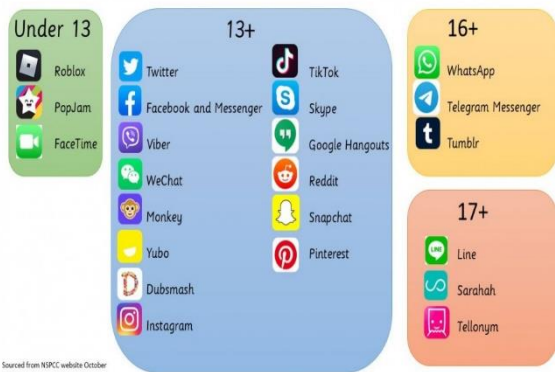 Under 13
Roblox
PopJam
FaceTime
13+
Twitter
Facebook and Messenger
Viber
WeChat
Monkey
Yubo
Dubsmash
Instagram
TikTok
Skype
Google Hangouts
Reddit
Snapchat
Pinterest
16+
WhatsApp
Telegram Messenger
Tumblr
17+
LINE
Line
Sarahah
Tellonym
Sourced from NSPCC website October